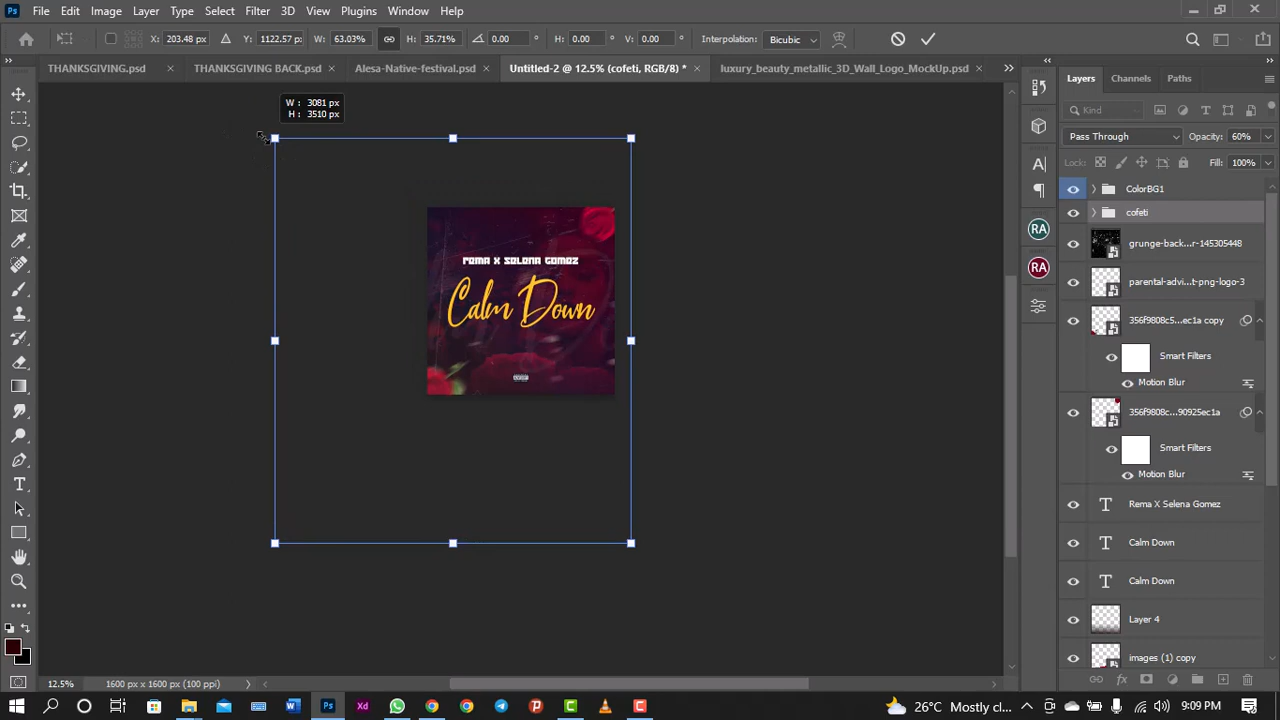 File Edit Image Layer Type Select Filter 3D View Plugins Window Help
X: 203.48 px Y: 1122.57 px W: 63.03% H: 35.71% 0.00 ° H: 0.00 ° V: 0.00 ° Interpolation: Bicubic
THANKSGIVING.psd × THANKSGIVING BACK.psd × Alesa-Native-festival.psd × Untitled-2 @ 12.5% (cofeti, RGB/8) * × luxury_beauty_metallic_3D_Wall_Logo_MockUp.psd ×
W : 3081 px
H : 3510 px
Rema X Selena Gomez
Calm Down
Layers Channels Paths
Kind
Pass Through Opacity: 60%
Lock: Fill: 100%
ColorBG1
cofeti
grunge-back...r-145305448
parental-advi...t-png-logo-3
356f9808c5...ec1a copy
Smart Filters
Motion Blur
356f9808c...90925ec1a
Smart Filters
Motion Blur
Rema X Selena Gomez
Calm Down
Calm Down
Layer 4
images (1) copy
RA
RA
12.5% 1600 px x 1600 px (100 ppi)
26°C Mostly cl... 9:09 PM